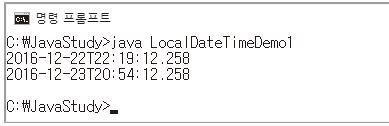 명령 프롬프트
C:₩JavaStudy>java LocalDateTimeDemo1
2016-12-22T22:19:12.258
2016-12-23T20:54:12.258
C:₩JavaStudy>